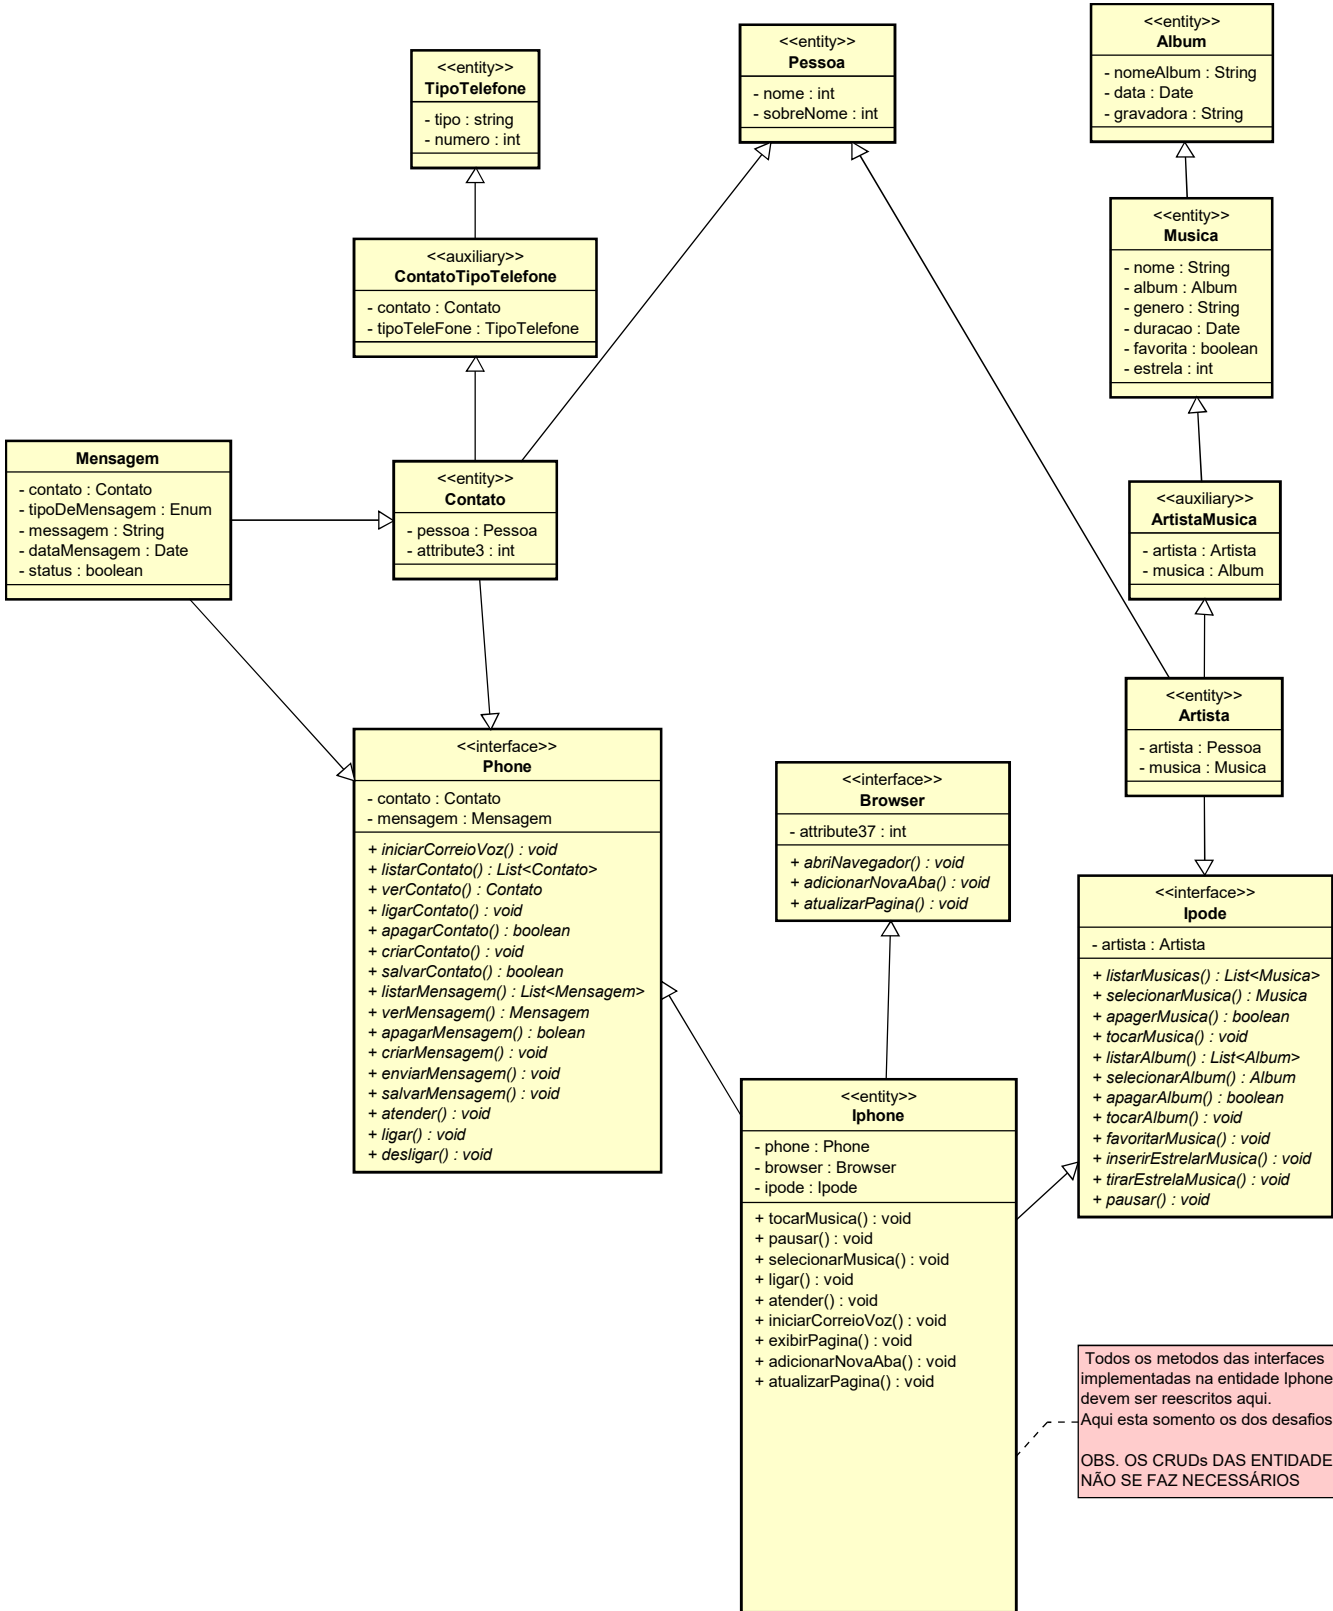 <<entity>>
TipoTelefone
- tipo : string
- numero : int
<<entity>>
Pessoa
- nome : int
- sobreNome : int
<<entity>>
Album
- nomeAlbum : String
- data : Date
- gravadora : String
<<auxiliary>>
ContatoTipoTelefone
- contato : Contato
- tipoTeleFone : TipoTelefone
<<entity>>
Musica
- nome : String
- album : Album
- genero : String
- duracao : Date
- favorita : boolean
- estrela : int
Mensagem
- contato : Contato
- tipoDeMensagem : Enum
- messagem : String
- dataMensagem : Date
- status : boolean
<<entity>>
Contato
- pessoa : Pessoa
- attribute3 : int
<<auxiliary>>
ArtistaMusica
- artista : Artista
- musica : Album
<<entity>>
Artista
- artista : Pessoa
- musica : Musica
<<interface>>
Phone
- contato : Contato
- mensagem : Mensagem
+ iniciarCorreioVoz() : void
+ listarContato() : List<Contato>
+ verContato() : Contato
+ ligarContato() : void
+ apagarContato() : boolean
+ criarContato() : void
+ salvarContato() : boolean
+ listarMensagem() : List<Mensagem>
+ verMensagem() : Mensagem
+ apagarMensagem() : bolean
+ criarMensagem() : void
+ enviarMensagem() : void
+ salvarMensagem() : void
+ atender() : void
+ ligar() : void
+ desligar() : void
<<interface>>
Browser
- attribute37 : int
+ abriNavegador() : void
+ adicionarNovaAba() : void
+ atualizarPagina() : void
<<interface>>
Ipode
- artista : Artista
+ listarMusicas() : List<Musica>
+ selecionarMusica() : Musica
+ apagerMusica() : boolean
+ tocarMusica() : void
+ listarAlbum() : List<Album>
+ selecionarAlbum() : Album
+ apagarAlbum() : boolean
+ tocarAlbum() : void
+ favoritarMusica() : void
+ inserirEstrelarMusica() : void
+ tirarEstrelaMusica() : void
+ pausar() : void
<<entity>>
Iphone
- phone : Phone
- browser : Browser
- ipode : Ipode
+ tocarMusica() : void
+ pausar() : void
+ selecionarMusica() : void
+ ligar() : void
+ atender() : void
+ iniciarCorreioVoz() : void
+ exibirPagina() : void
+ adicionarNovaAba() : void
+ atualizarPagina() : void
Todos os metodos das interfaces
implementadas na entidade Iphone
devem ser reescritos aqui.
Aqui esta somento os dos desafios
OBS. OS CRUDs DAS ENTIDADE
NÃO SE FAZ NECESSÁRIOS